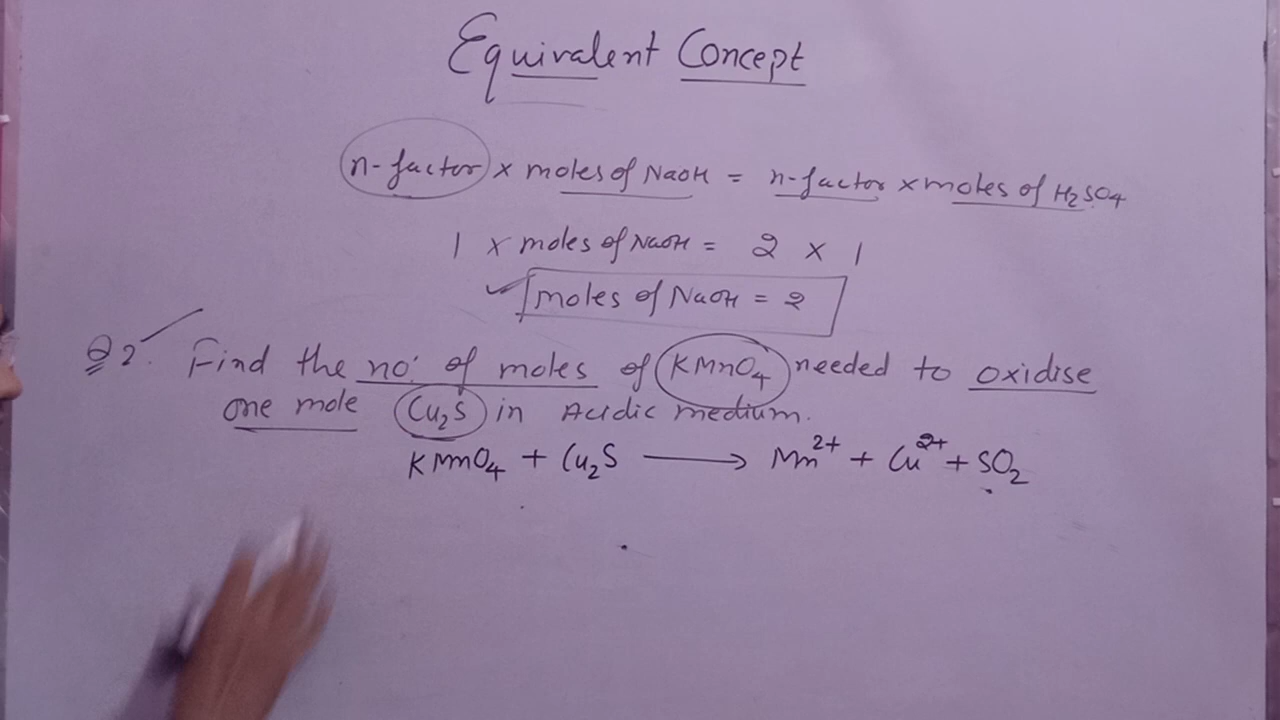 Equivalent Concept
n-factor x moles of NaOH = n-factor x moles of H₂SO₄
1 x moles of NaOH = 2 x 1
moles of NaOH = 2
Q2. Find the no: of moles of KMnO₄ needed to oxidise
one mole Cu₂S in Acidic medium.
KMnO₄ + Cu₂S ⟶ Mn²⁺ + Cu²⁺ + SO₂